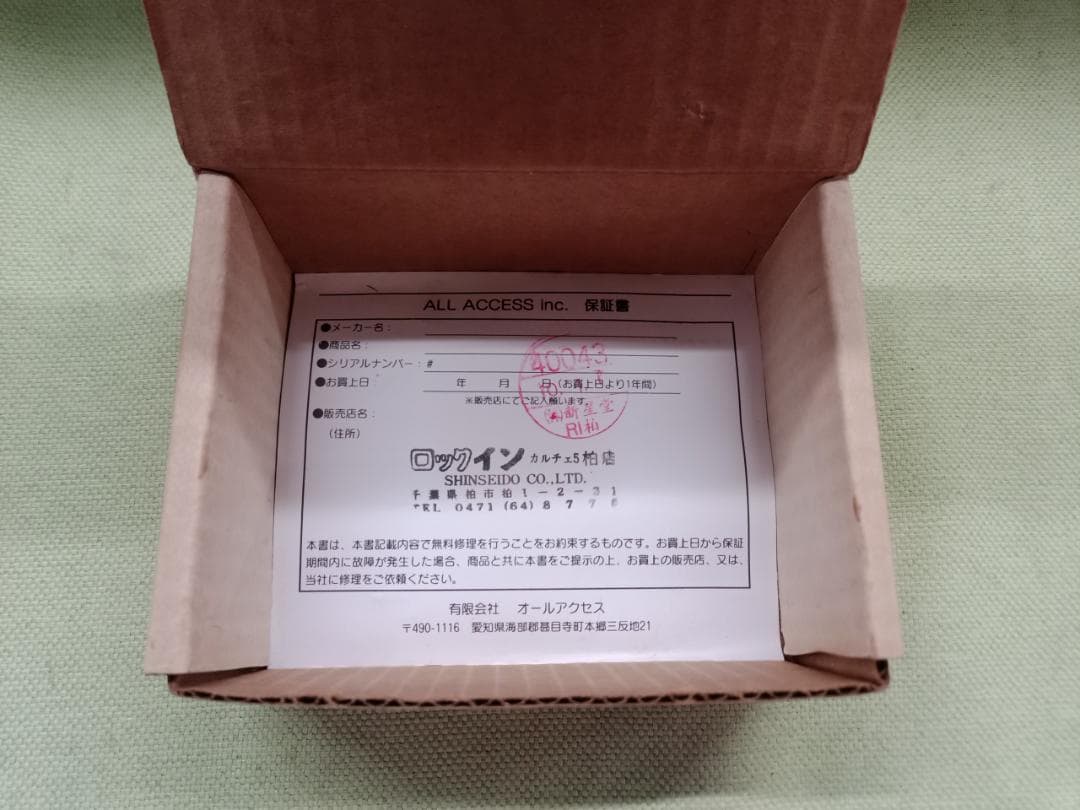 ALL ACCESS inc. 保証書
●メーカー名：
●商品名：
●シリアルナンバー：#
●お買上日： 年 月 日（お買上日より1年間）
※販売店にてご記入願います。
●販売店名：
（住所）
40043
10.
新星堂
RI柏
ロックイン カルチェ5柏店
SHINSEIDO CO.,LTD.
千葉県柏市柏1-2-31
TEL 0471(64)877
本書は、本書記載内容で無料修理を行うことをお約束するものです。お買上日から保証
期間内に故障が発生した場合、商品と共に本書をご提示の上、お買上の販売店、又は、
当社に修理をご依頼ください。
有限会社 オールアクセス
〒490-1116 愛知県海部郡甚目寺町本郷三反地21